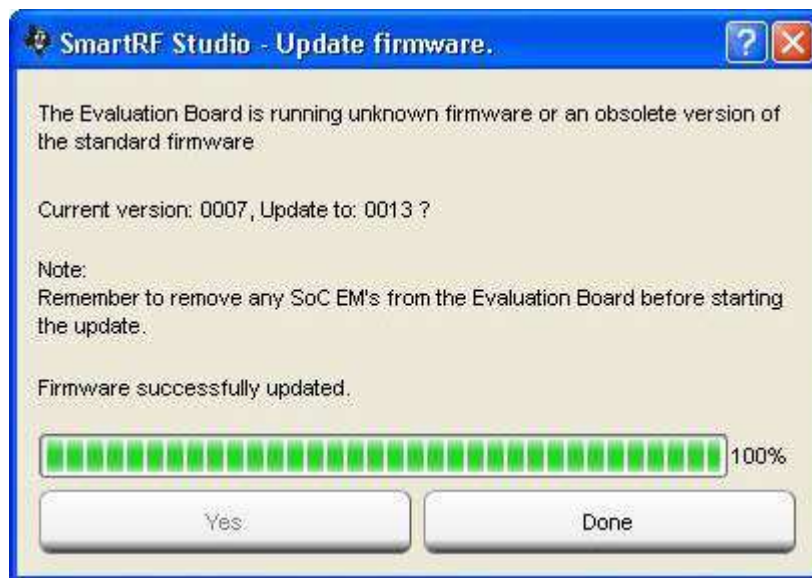 SmartRF Studio - Update firmware.
The Evaluation Board is running unknown firmware or an obsolete version of
the standard firmware
Current version: 0007, Update to: 0013 ?
Note:
Remember to remove any SoC EM's from the Evaluation Board before starting
the update.
Firmware successfully updated.
100%
Yes
Done